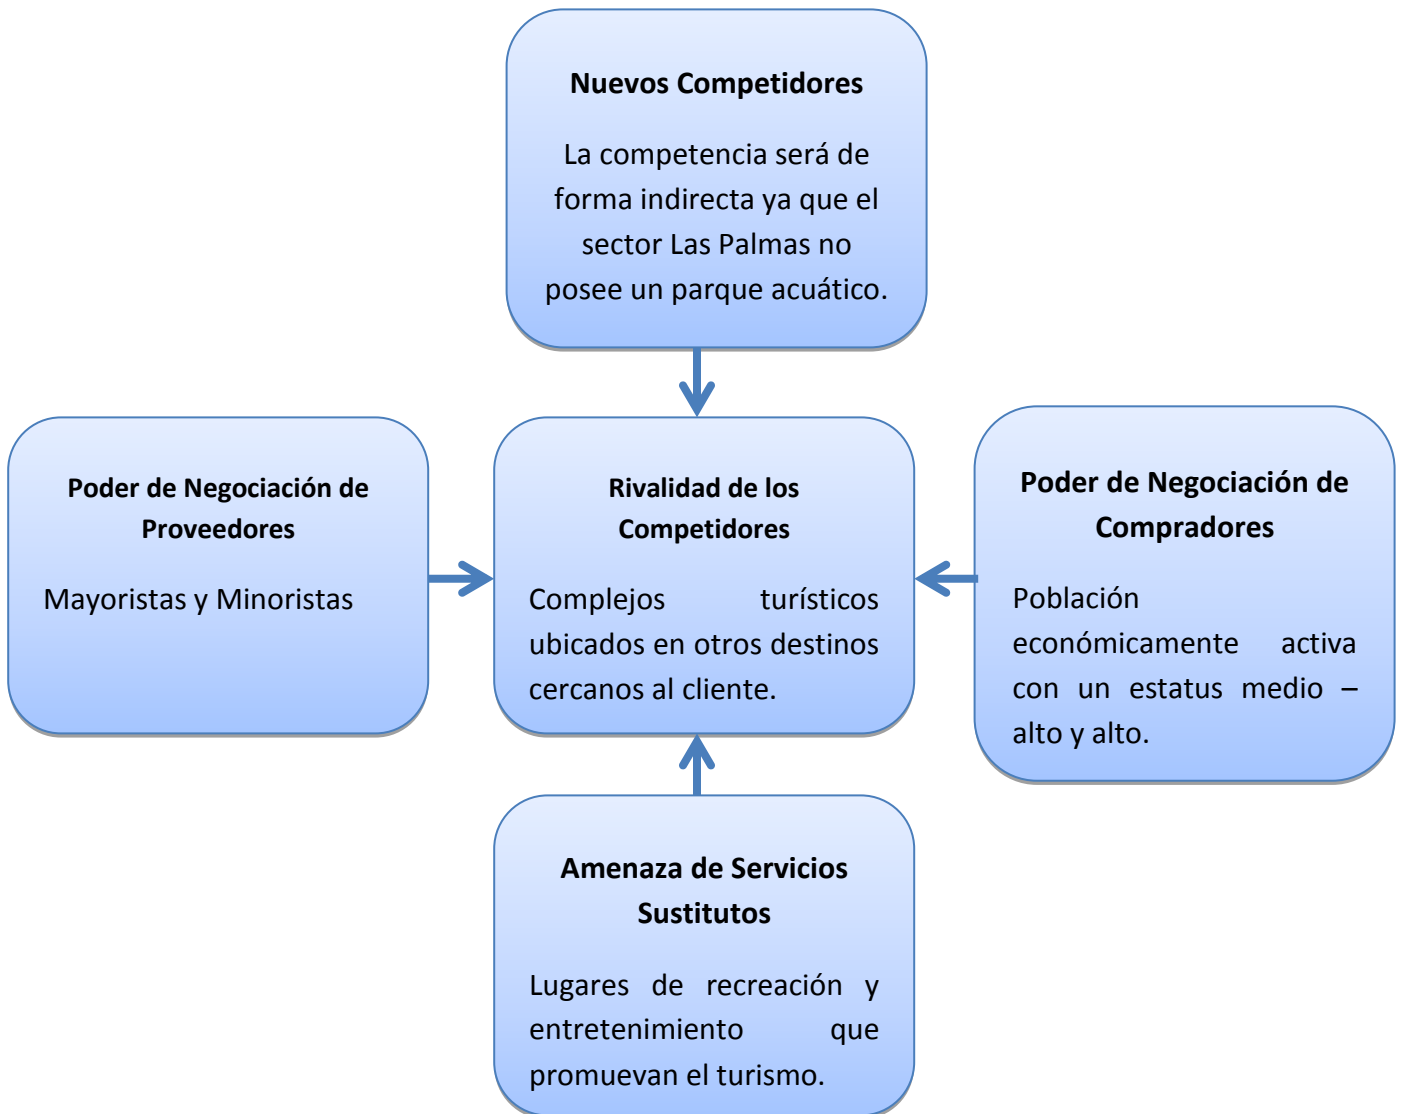 Nuevos Competidores
La competencia será de
forma indirecta ya que el
sector Las Palmas no
posee un parque acuático.
Poder de Negociación de
Proveedores
Mayoristas y Minoristas
Rivalidad de los
Competidores
Complejos turísticos
ubicados en otros destinos
cercanos al cliente.
Poder de Negociación de
Compradores
Población
económicamente activa
con un estatus medio –
alto y alto.
Amenaza de Servicios
Sustitutos
Lugares de recreación y
entretenimiento que
promuevan el turismo.